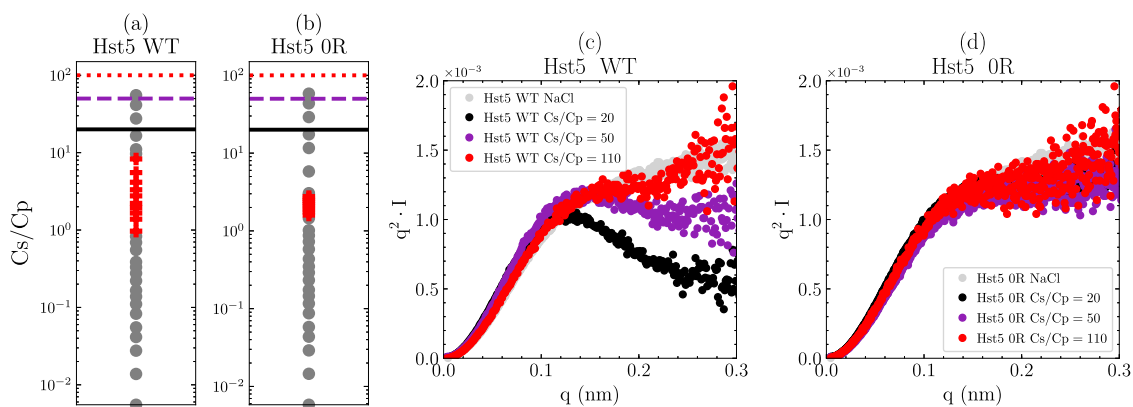 (a)
Hst5 WT
Cs/Cp
10²
10¹
10⁰
10⁻¹
10⁻²
(b)
Hst5 0R
10²
10¹
10⁰
10⁻¹
10⁻²
(c)
Hst5 WT
×10⁻³
q² · I
2.0
1.5
1.0
0.5
0.0
Hst5 WT NaCl
Hst5 WT Cs/Cp = 20
Hst5 WT Cs/Cp = 50
Hst5 WT Cs/Cp = 110
0.0 0.1 0.2 0.3
q (nm)
(d)
Hst5 0R
×10⁻³
q² · I
2.0
1.5
1.0
0.5
0.0
Hst5 0R NaCl
Hst5 0R Cs/Cp = 20
Hst5 0R Cs/Cp = 50
Hst5 0R Cs/Cp = 110
0.0 0.1 0.2 0.3
q (nm)